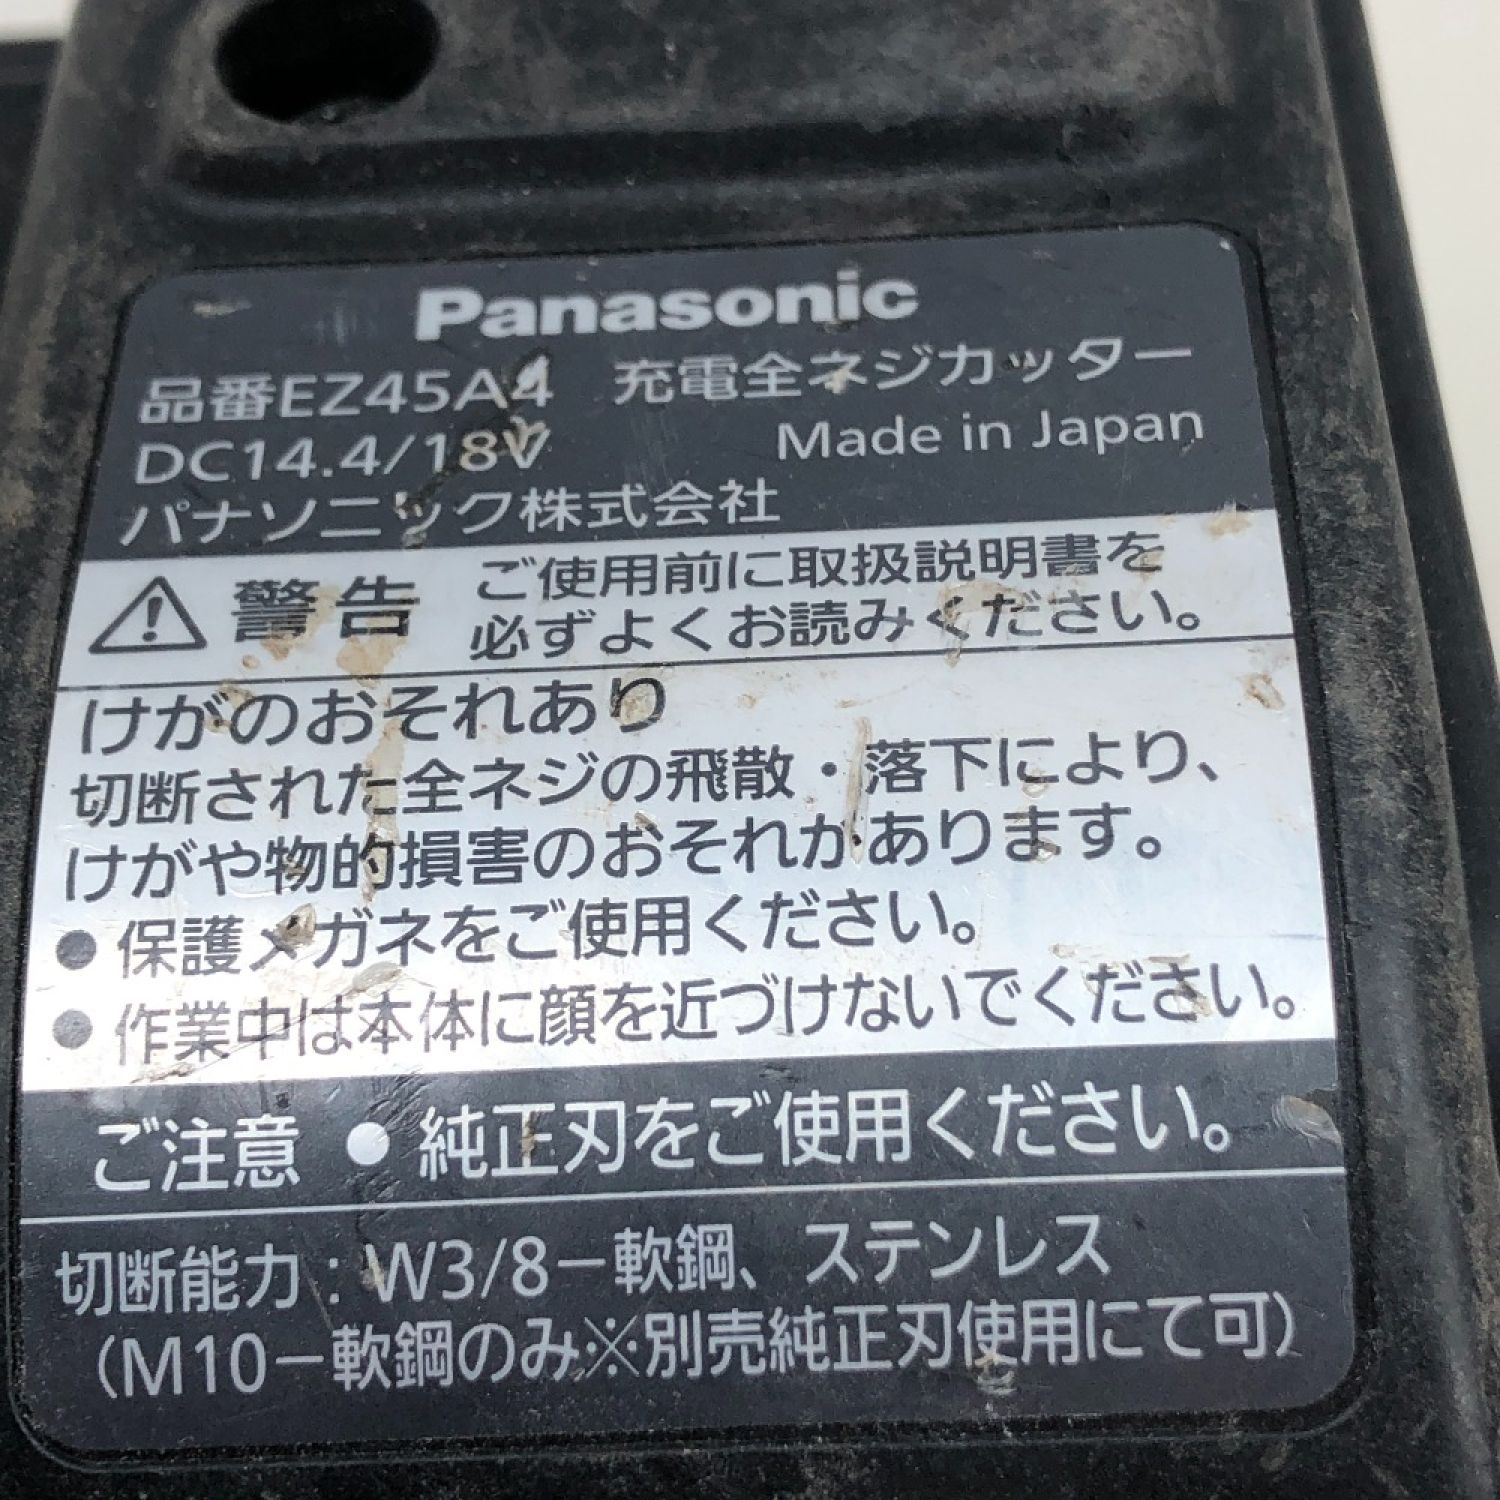 Panasonic
品番EZ45A4 充電全ネジカッター
DC14.4/18V Made in Japan
パナソニック株式会社
警告 ご使用前に取扱説明書を
必ずよくお読みください。
けがのおそれあり
切断された全ネジの飛散・落下により、
けがや物的損害のおそれがあります。
●保護メガネをご使用ください。
●作業中は本体に顔を近づけないでください。
ご注意 ●純正刃をご使用ください。
切断能力：W3/8－軟鋼、ステンレス
（M10－軟鋼のみ※別売純正刃使用にて可）